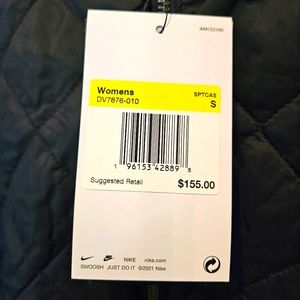 Womens
SPTCAS
DV7876-010
S
1 96153 42889 8
Suggested Retail
$155.00
NIKE nike.com
SWOOSH JUST DO IT ©2021 Nike